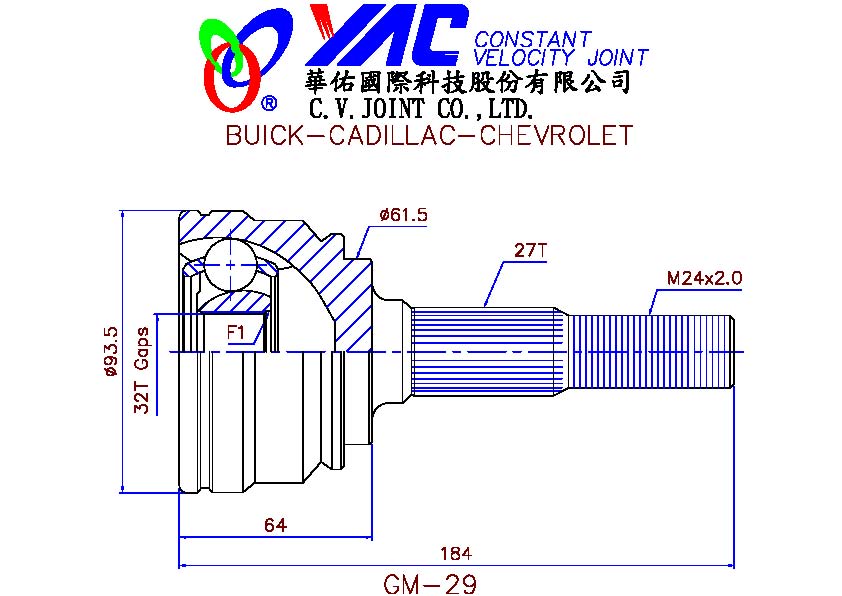 YAC CONSTANT
VELOCITY JOINT
®
華佑國際科技股份有限公司
C.V.JOINT CO.,LTD.
BUICK-CADILLAC-CHEVROLET
ø61.5
27T
M24x2.0
F1
ø93.5
32T Gaps
64
184
GM-29